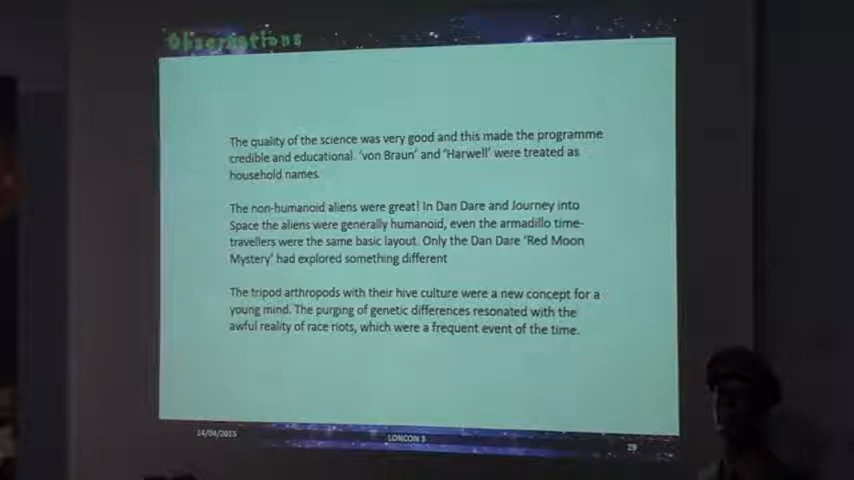 Observations
The quality of the science was very good and this made the programme
credible and educational. 'von Braun' and 'Harwell' were treated as
household names.
The non-humanoid aliens were great! In Dan Dare and Journey into
Space the aliens were generally humanoid, even the armadillo time-
travellers were the same basic layout. Only the Dan Dare 'Red Moon
Mystery' had explored something different
The tripod arthropods with their hive culture were a new concept for a
young mind. The purging of genetic differences resonated with the
awful reality of race riots, which were a frequent event of the time.
14/04/2015
LONCON 3
29